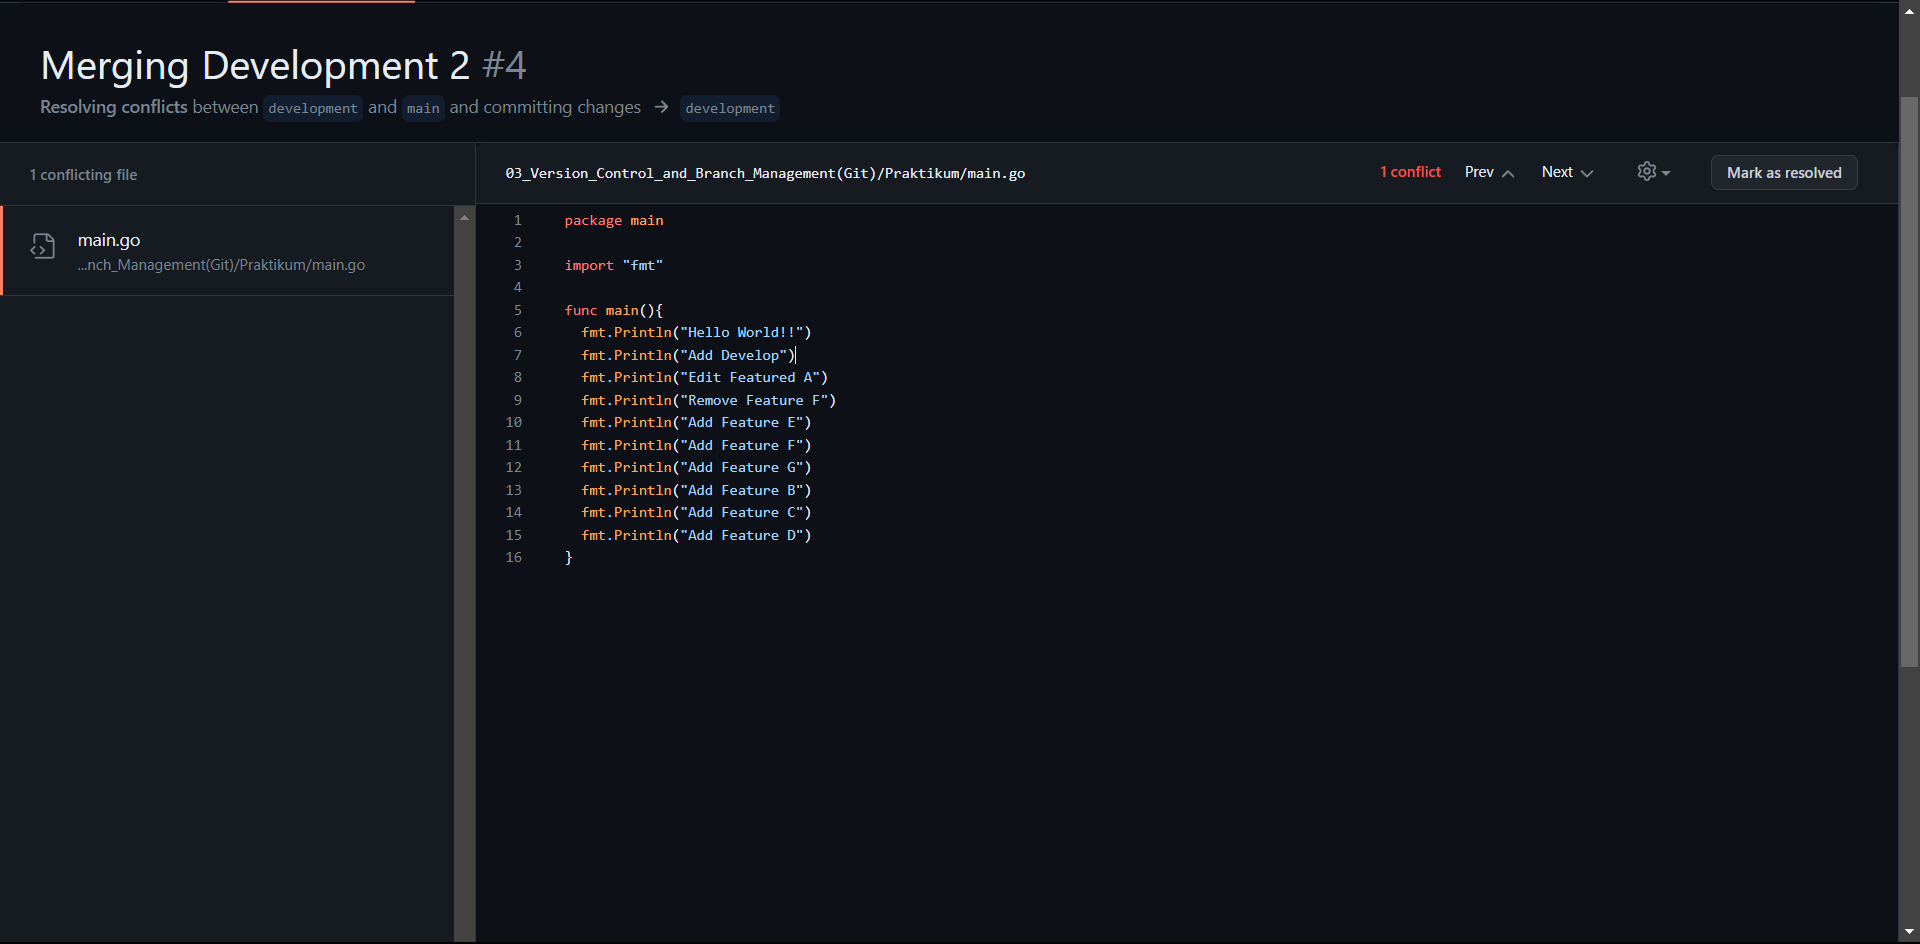 Merging Development 2 #4
Resolving conflicts between development and main and committing changes → development
1 conflicting file
main.go
...nch_Management(Git)/Praktikum/main.go
03_Version_Control_and_Branch_Management(Git)/Praktikum/main.go
1 conflict Prev Next Mark as resolved
1 package main
2
3 import "fmt"
4
5 func main(){
6   fmt.Println("Hello World!!")
7   fmt.Println("Add Develop")
8   fmt.Println("Edit Featured A")
9   fmt.Println("Remove Feature F")
10   fmt.Println("Add Feature E")
11   fmt.Println("Add Feature F")
12   fmt.Println("Add Feature G")
13   fmt.Println("Add Feature B")
14   fmt.Println("Add Feature C")
15   fmt.Println("Add Feature D")
16 }